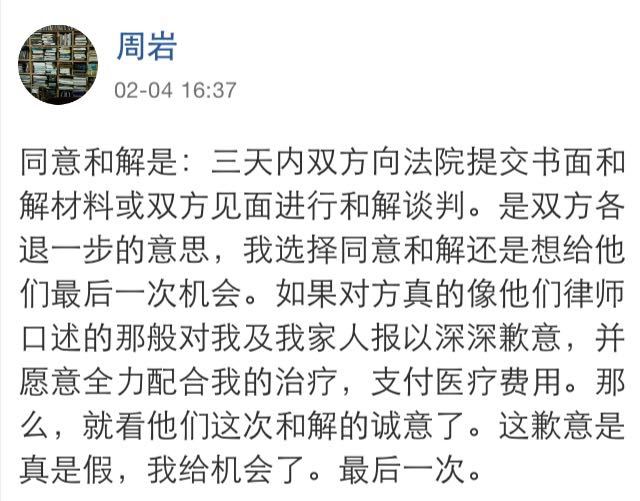 周岩
02-04 16:37
同意和解是：三天内双方向法院提交书面和
解材料或双方见面进行和解谈判。是双方各
退一步的意思，我选择同意和解还是想给他
们最后一次机会。如果对方真的像他们律师
口述的那般对我及我家人报以深深歉意，并
愿意全力配合我的治疗，支付医疗费用。那
么，就看他们这次和解的诚意了。这歉意是
真是假，我给机会了。最后一次。